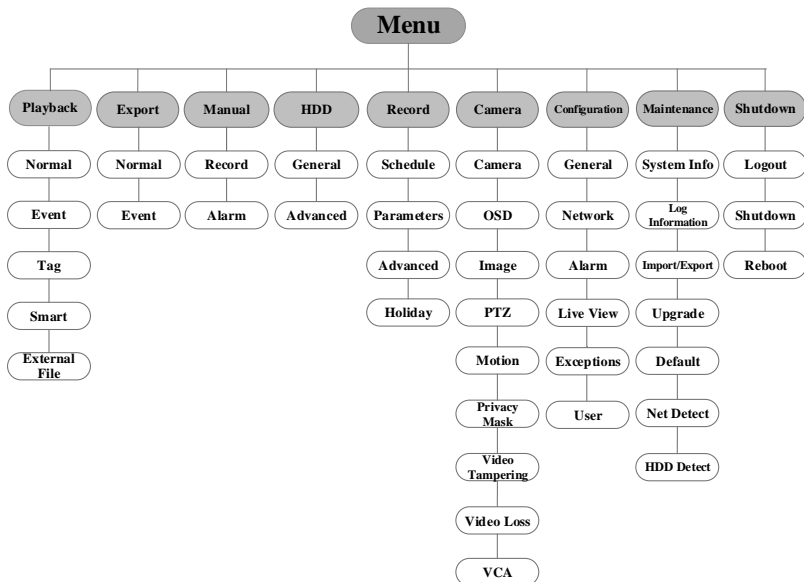 Menu
Playback
Export
Manual
HDD
Record
Camera
Configuration
Maintenance
Shutdown
Normal
Normal
Record
General
Schedule
Camera
General
System Info
Logout
Event
Event
Alarm
Advanced
Parameters
OSD
Network
Log
Information
Shutdown
Tag
Advanced
Image
Alarm
Import/Export
Reboot
Smart
Holiday
PTZ
Live View
Upgrade
External
File
Motion
Exceptions
Default
Privacy
Mask
User
Net Detect
Video
Tampering
HDD Detect
Video Loss
VCA